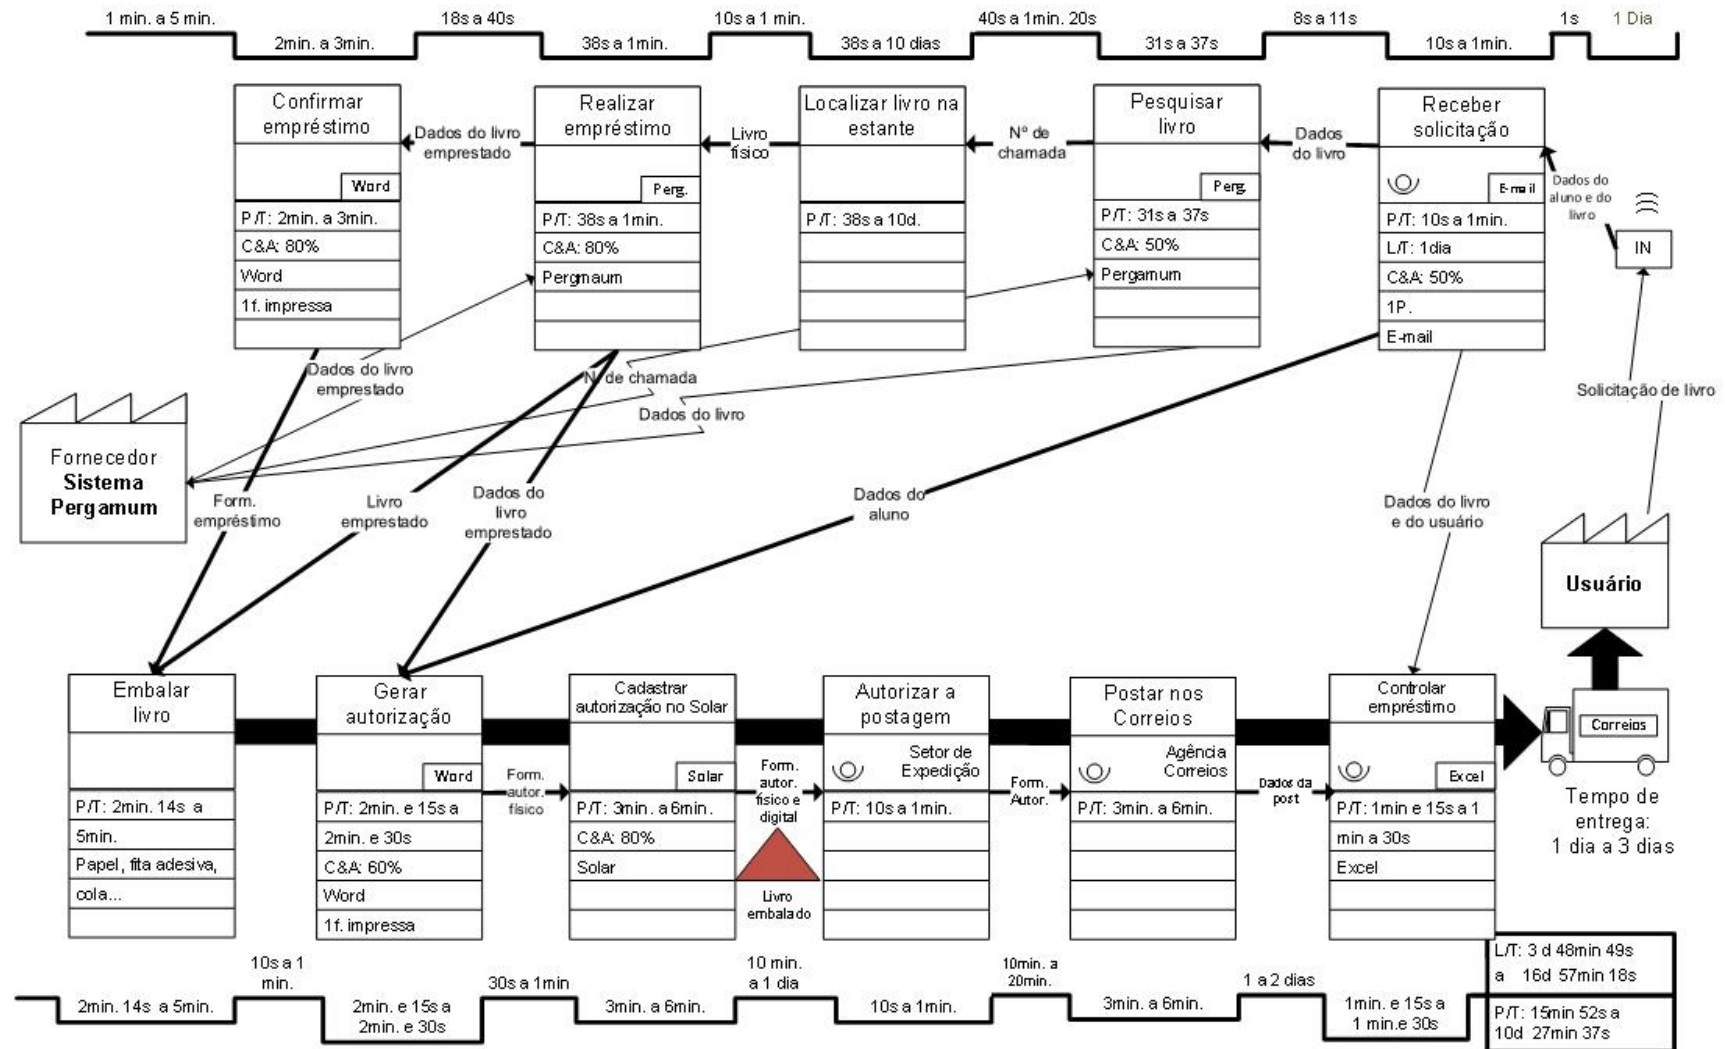 1 min. a 5 min.
18s a 40s
10s a 1 min.
40s a 1min. 20s
8s a 11s
1s
1 Dia
2min. a 3min.
38s a 1min.
38s a 10 dias
31s a 37s
10s a 1min.
Confirmar
empréstimo
Word
P/T: 2min. a 3min.
C&A: 80%
Word
1f. impressa
Dados do livro
emprestado
Realizar
empréstimo
Perg.
P/T: 38s a 1min.
C&A: 80%
Pergmaum
Livro
físico
Localizar livro na
estante
P/T: 38s a 10d.
Nº de
chamada
Pesquisar
livro
Perg.
P/T: 31s a 37s
C&A: 50%
Pergamum
Dados
do livro
Receber
solicitação
E-mail
P/T: 10s a 1min.
L/T: 1dia
C&A: 50%
1P.
E-mail
Dados do
aluno e do
livro
IN
Solicitação de livro
Dados do livro
emprestado
N. de chamada
Dados do livro
Fornecedor
Sistema
Pergamum
Form.
empréstimo
Livro
emprestado
Dados do
livro
emprestado
Dados do
aluno
Dados do livro
e do usuário
Usuário
Embalar
livro
P/T: 2min. 14s a
5min.
Papel, fita adesiva,
cola...
Gerar
autorização
Word
P/T: 2min. e 15s a
2min. e 30s
C&A: 60%
Word
1f. impressa
Form.
autor.
físico
Cadastrar
autorização no Solar
Solar
P/T: 3min. a 6min.
C&A: 80%
Solar
Form.
autor.
físico e
digital
Livro
embalado
Autorizar a
postagem
Setor de
Expedição
P/T: 10s a 1min.
Form.
Autor.
Postar nos
Correios
Agência
Correios
P/T: 3min. a 6min.
Dados da
post
Controlar
empréstimo
Excel
P/T: 1min e 15s a 1
min a 30s
Excel
Correios
Tempo de
entrega:
1 dia a 3 dias
10s a 1
min.
30s a 1min
10 min.
a 1 dia
10min. a
20min.
1 a 2 dias
2min. 14s a 5min.
2min. e 15s a
2min. e 30s
3min. a 6min.
10s a 1min.
3min. a 6min.
1min. e 15s a
1 min.e 30s
L/T: 3 d 48min 49s
a 16d 57min 18s
P/T: 15min 52s a
10d 27min 37s